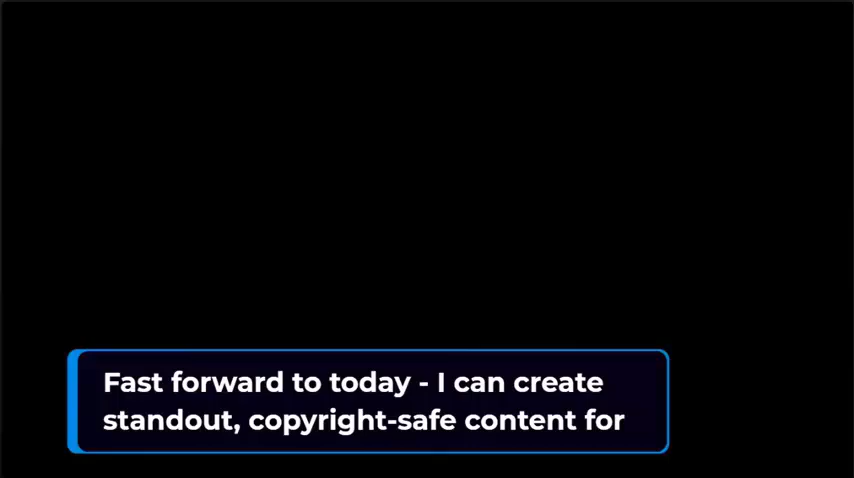 Fast forward to today - I can create
standout, copyright-safe content for